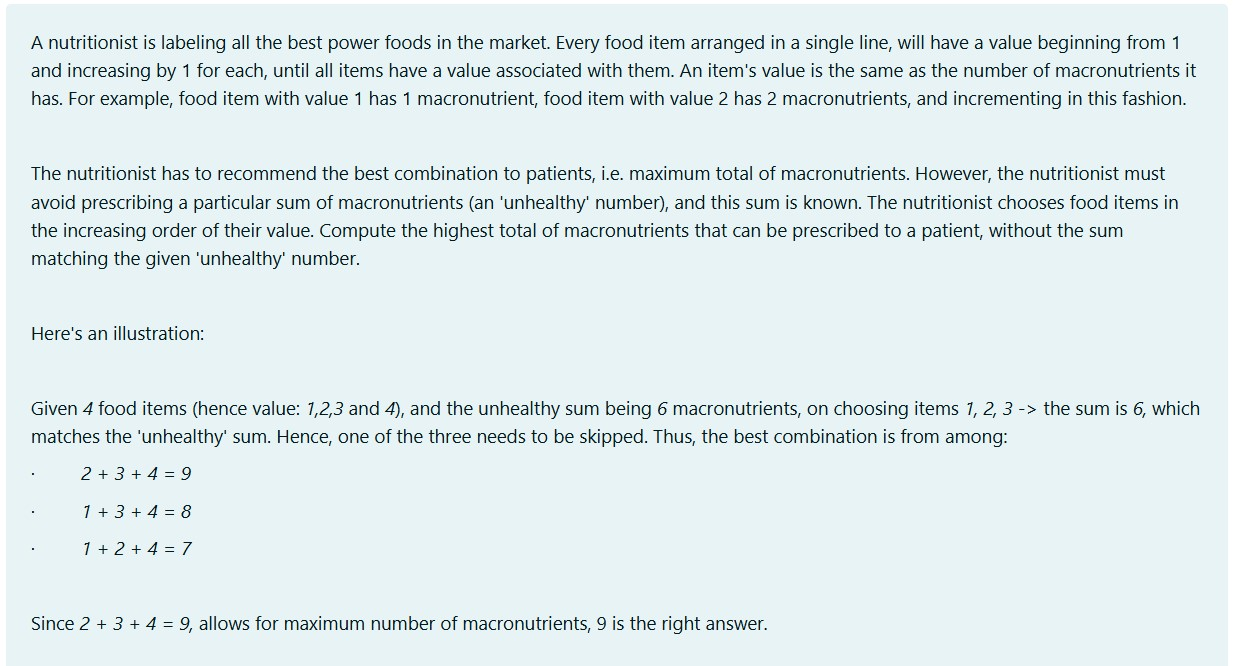 A nutritionist is labeling all the best power foods in the market. Every food item arranged in a single line, will have a value beginning from 1
and increasing by 1 for each, until all items have a value associated with them. An item's value is the same as the number of macronutrients it
has. For example, food item with value 1 has 1 macronutrient, food item with value 2 has 2 macronutrients, and incrementing in this fashion.
The nutritionist has to recommend the best combination to patients, i.e. maximum total of macronutrients. However, the nutritionist must
avoid prescribing a particular sum of macronutrients (an 'unhealthy' number), and this sum is known. The nutritionist chooses food items in
the increasing order of their value. Compute the highest total of macronutrients that can be prescribed to a patient, without the sum
matching the given 'unhealthy' number.
Here's an illustration:
Given 4 food items (hence value: 1,2,3 and 4), and the unhealthy sum being 6 macronutrients, on choosing items 1, 2, 3 -> the sum is 6, which
matches the 'unhealthy' sum. Hence, one of the three needs to be skipped. Thus, the best combination is from among:
· 2 + 3 + 4 = 9
· 1 + 3 + 4 = 8
· 1 + 2 + 4 = 7
Since 2 + 3 + 4 = 9, allows for maximum number of macronutrients, 9 is the right answer.